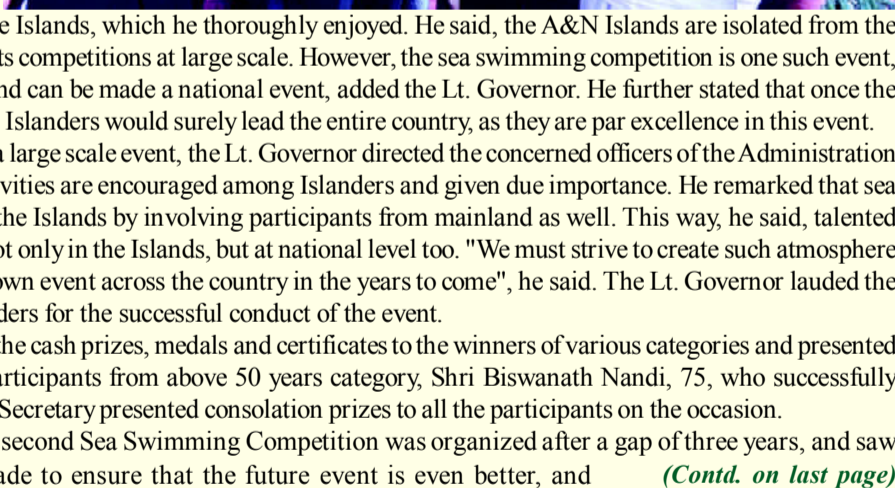 e Islands, which he thoroughly enjoyed. He said, the A&N Islands are isolated from the
ts competitions at large scale. However, the sea swimming competition is one such event,
nd can be made a national event, added the Lt. Governor. He further stated that once the
Islanders would surely lead the entire country, as they are par excellence in this event.
a large scale event, the Lt. Governor directed the concerned officers of the Administration
vities are encouraged among Islanders and given due importance. He remarked that sea
the Islands by involving participants from mainland as well. This way, he said, talented
ot only in the Islands, but at national level too. "We must strive to create such atmosphere
own event across the country in the years to come", he said. The Lt. Governor lauded the
ders for the successful conduct of the event.
the cash prizes, medals and certificates to the winners of various categories and presented
articipants from above 50 years category, Shri Biswanath Nandi, 75, who successfully
Secretary presented consolation prizes to all the participants on the occasion.
second Sea Swimming Competition was organized after a gap of three years, and saw
ade to ensure that the future event is even better, and (Contd. on last page)